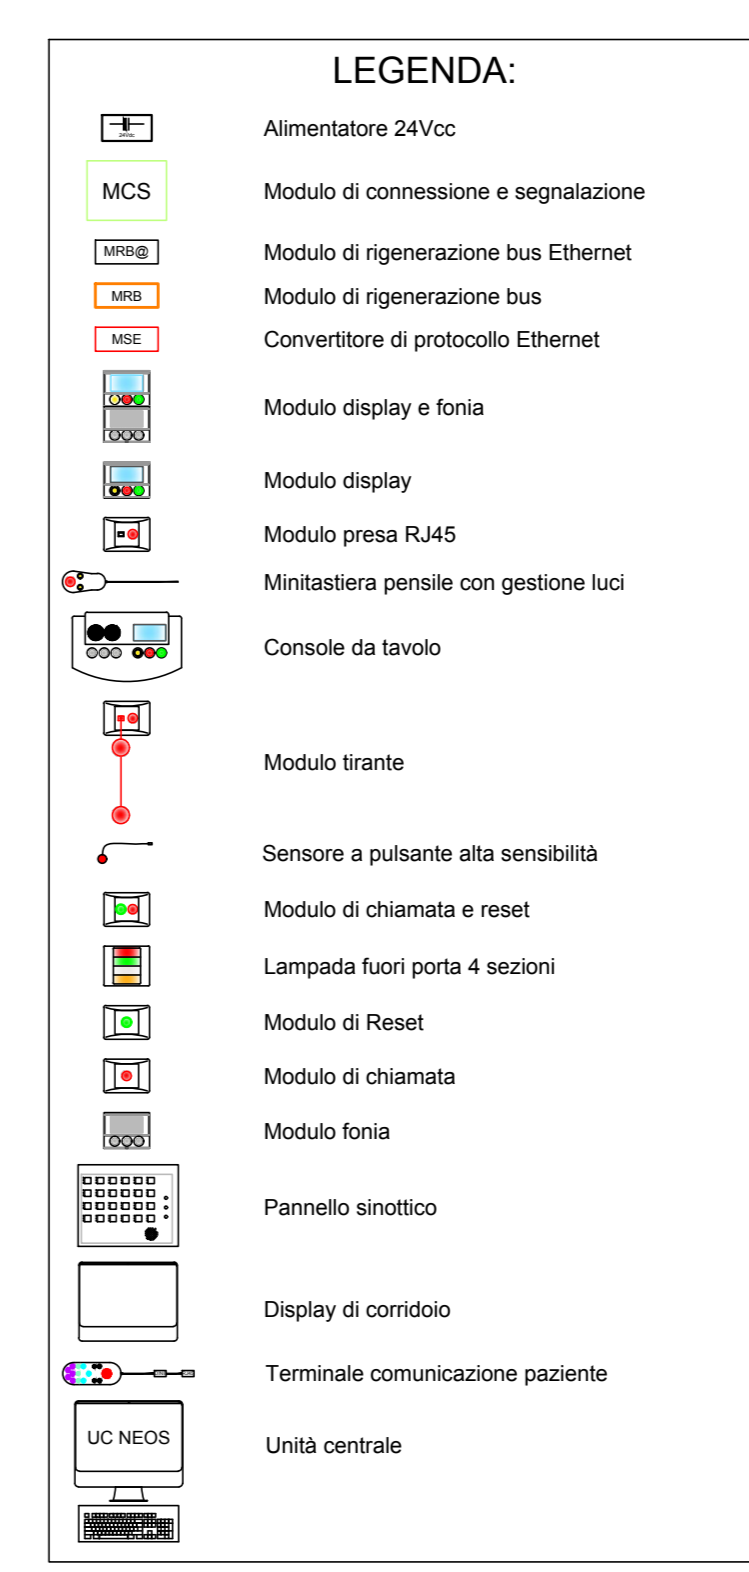 LEGENDA:
24Vdc
Alimentatore 24Vcc
MCS
Modulo di connessione e segnalazione
MRB@
Modulo di rigenerazione bus Ethernet
MRB
Modulo di rigenerazione bus
MSE
Convertitore di protocollo Ethernet
Modulo display e fonia
Modulo display
Modulo presa RJ45
Minitastiera pensile con gestione luci
Console da tavolo
Modulo tirante
Sensore a pulsante alta sensibilità
Modulo di chiamata e reset
Lampada fuori porta 4 sezioni
Modulo di Reset
Modulo di chiamata
Modulo fonia
Pannello sinottico
Display di corridoio
Terminale comunicazione paziente
UC NEOS
Unità centrale